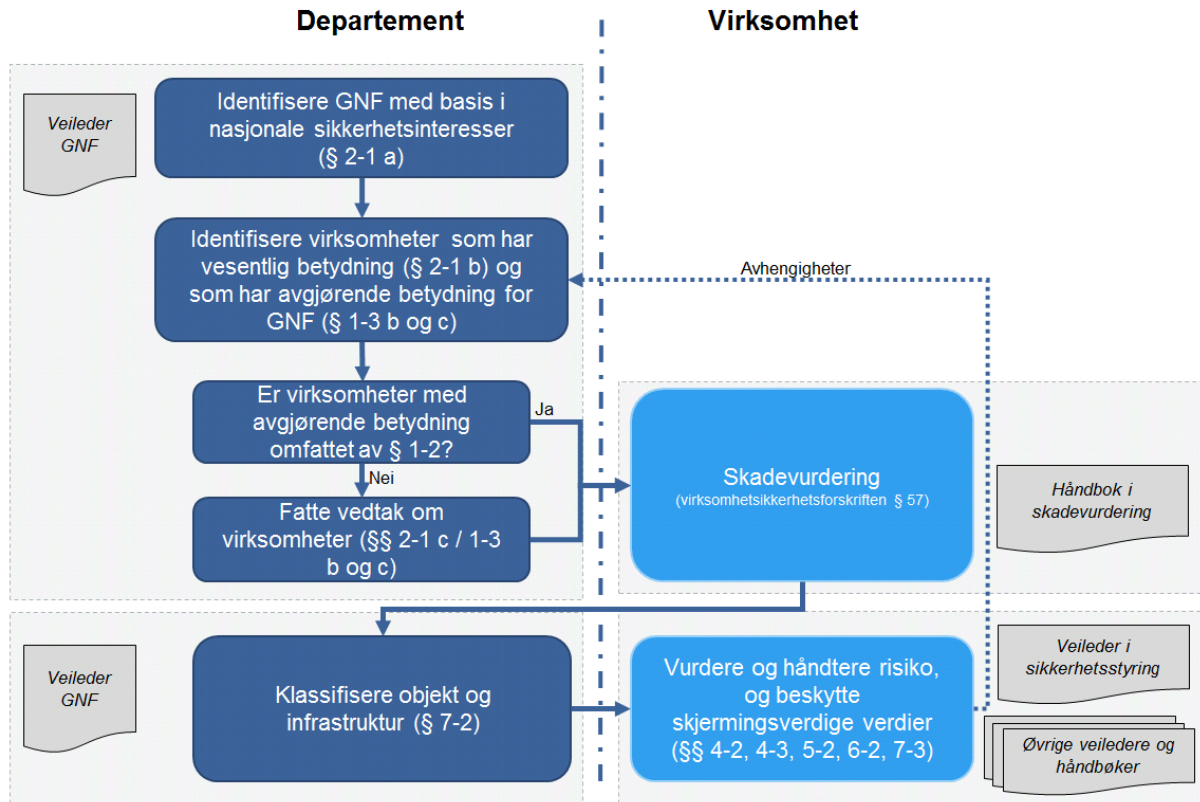 Departement
Virksomhet
Veileder
GNF
Identifisere GNF med basis i
nasjonale sikkerhetsinteresser
(§ 2-1 a)
Identifisere virksomheter som har
vesentlig betydning (§ 2-1 b) og
som har avgjørende betydning for
GNF (§ 1-3 b og c)
Avhengigheter
Er virksomheter med
avgjørende betydning
omfattet av § 1-2?
Ja
Nei
Fatte vedtak om
virksomheter (§§ 2-1 c / 1-3
b og c)
Skadevurdering
(virksomhetsikkerhetsforskriften § 57)
Håndbok i
skadevurdering
Veileder
GNF
Klassifisere objekt og
infrastruktur (§ 7-2)
Vurdere og håndtere risiko,
og beskytte
skjermingsverdige verdier
(§§ 4-2, 4-3, 5-2, 6-2, 7-3)
Veileder i
sikkerhetsstyring
Øvrige veiledere og
håndbøker